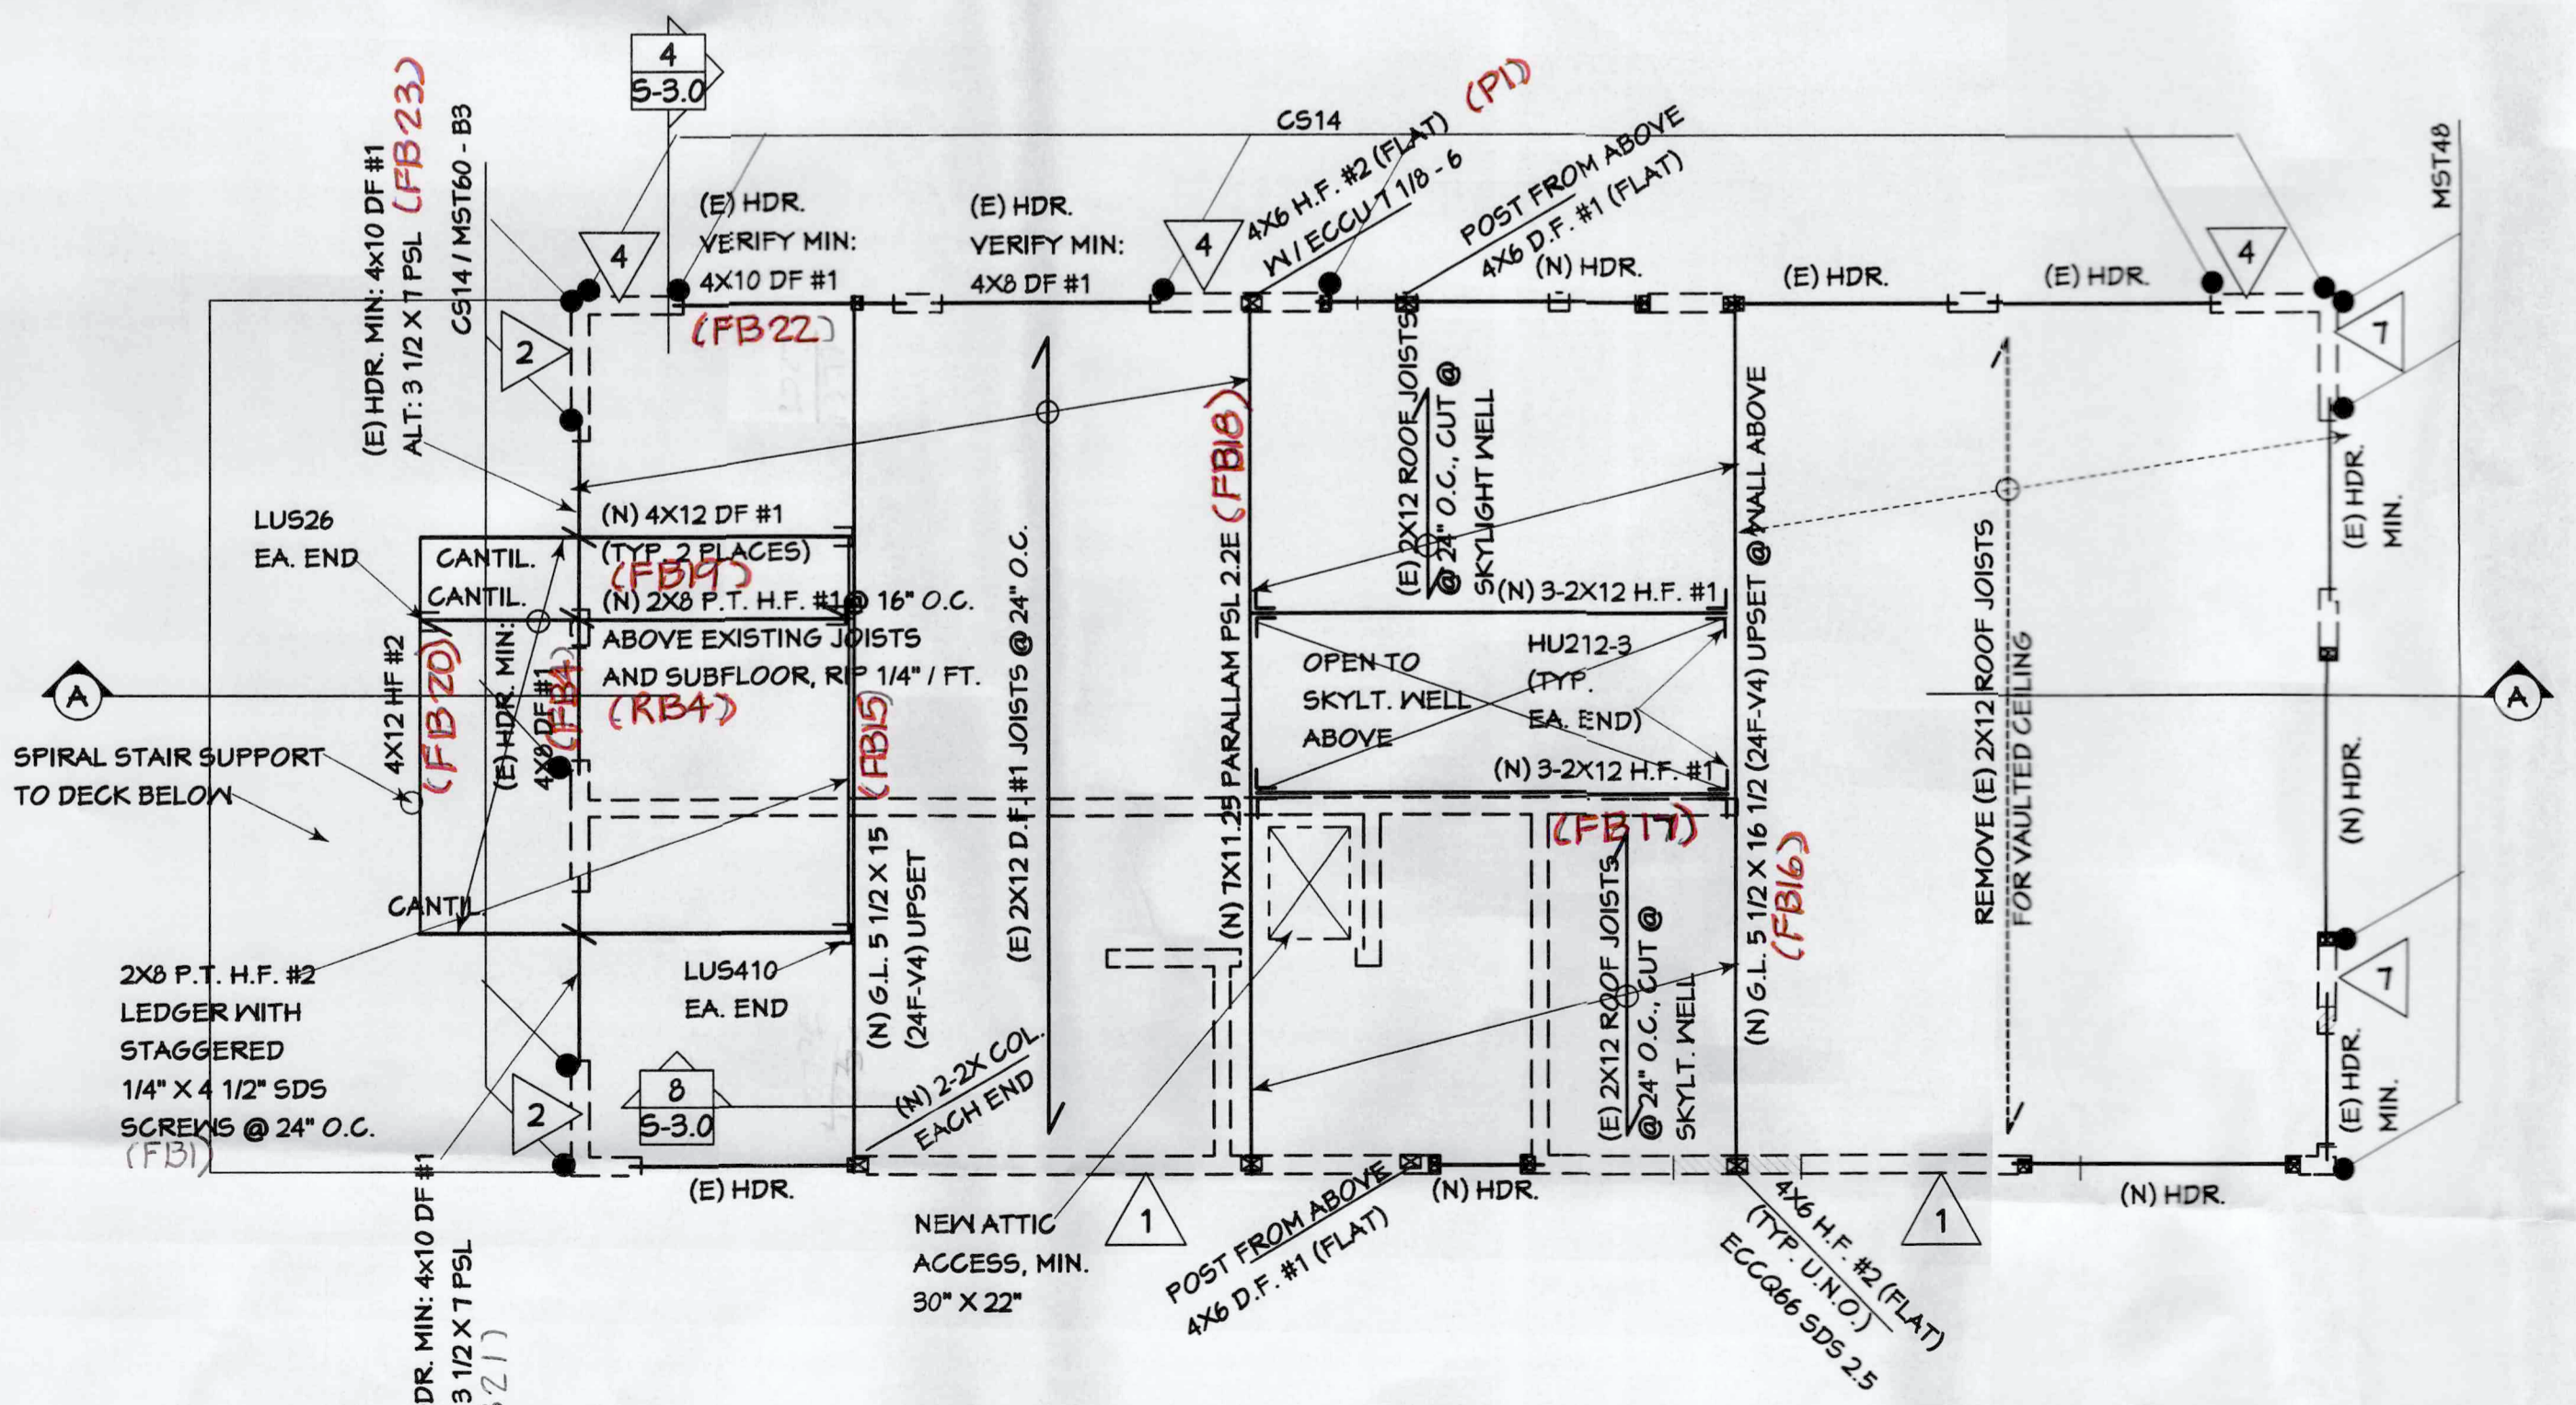 4
S-3.0
(E) HDR. MIN: 4x10 DF #1
ALT: 3 1/2 X 7 PSL (FB23)
CS14 / MST60 - B3
CS14
4X6 H.F. #2 (FLAT) (P1)
W / ECCU 7 1/8 - 6
POST FROM ABOVE
4X6 D.F. #1 (FLAT)
MST48
4
(E) HDR.
VERIFY MIN:
4X10 DF #1
(FB22)
(E) HDR.
VERIFY MIN:
4X8 DF #1
4
(N) HDR.
(E) HDR.
(E) HDR.
4
2
7
LUS26
EA. END
CANTIL.
CANTIL.
(N) 4X12 DF #1
(TYP. 2 PLACES)
(FB19)
(N) 2X8 P.T. H.F. #1 @ 16" O.C.
ABOVE EXISTING JOISTS
AND SUBFLOOR, RIP 1/4" / FT.
(RB4)
4X12 HF #2
(FB20)
(E) HDR. MIN:
4X8 DF #1
(FB4)
(FB15)
(N) G.L. 5 1/2 X 15
(24F-V4) UPSET
(E) 2X12 D.F. #1 JOISTS @ 24" O.C.
(N) 7X11.25 PARALLAM PSL 2.2E (FB18)
(E) 2X12 ROOF JOISTS
@ 24" O.C., CUT @
SKYLIGHT WELL
(N) 3-2X12 H.F. #1
OPEN TO
SKYLT. WELL
ABOVE
HU212-3
(TYP.
EA. END)
(N) 3-2X12 H.F. #1
(FB17)
(N) G.L. 5 1/2 X 16 1/2 (24F-V4) UPSET @ WALL ABOVE
(FB16)
REMOVE (E) 2X12 ROOF JOISTS
FOR VAULTED CEILING
(E) HDR.
MIN.
(N) HDR.
A
A
SPIRAL STAIR SUPPORT
TO DECK BELOW
CANTIL.
2X8 P.T. H.F. #2
LEDGER WITH
STAGGERED
1/4" X 4 1/2" SDS
SCREWS @ 24" O.C.
(FB1)
LUS410
EA. END
(E) 2X12 ROOF JOISTS
@ 24" O.C., CUT @
SKYLT. WELL
7
(E) HDR.
MIN.
2
8
S-3.0
(N) 2-2X COL.
EACH END
(E) HDR.
NEW ATTIC
ACCESS, MIN.
30" X 22"
1
POST FROM ABOVE
4X6 D.F. #1 (FLAT)
(N) HDR.
4X6 H.F. #2 (FLAT)
(TYP. U.N.O.)
ECCQ66 SDS 2.5
1
(N) HDR.
DR. MIN: 4x10 DF #1
3 1/2 X 7 PSL
21)